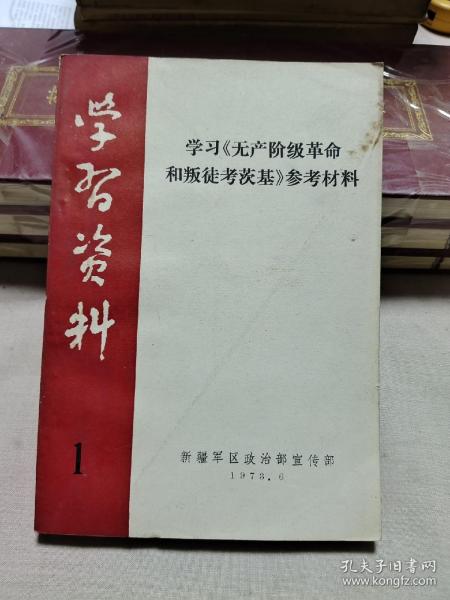 学习资料
1
学习《无产阶级革命
和叛徒考茨基》参考材料
新疆军区政治部宣传部
1973.6
孔夫子旧书网
www.kongfz.com